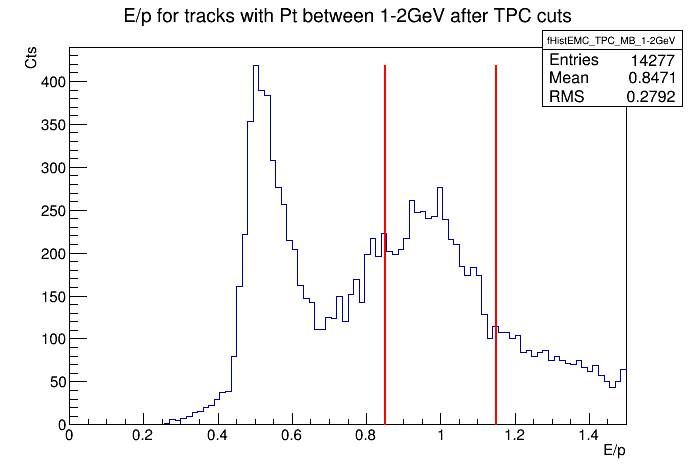 E/p for tracks with Pt between 1-2GeV after TPC cuts
fHistEMC_TPC_MB_1-2GeV
Entries 14277
Mean 0.8471
RMS 0.2792
Cts
400
350
300
250
200
150
100
50
0
0 0.2 0.4 0.6 0.8 1 1.2 1.4
E/p